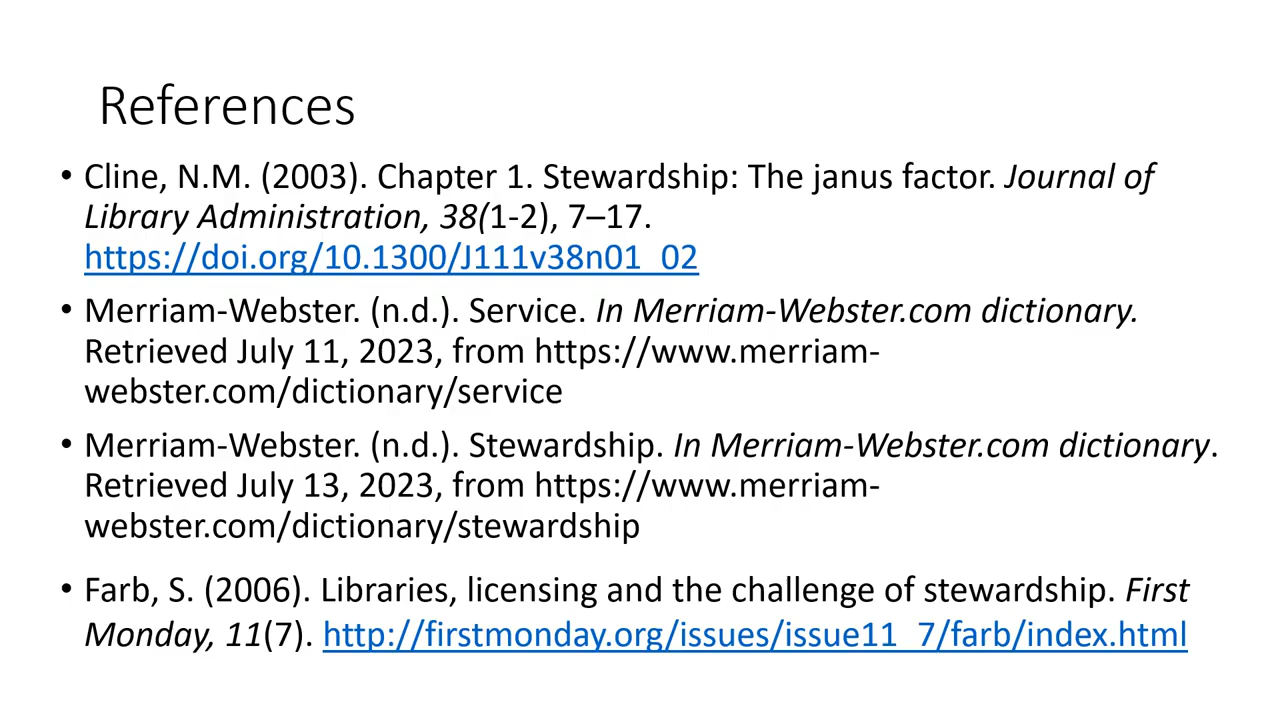 References
• Cline, N.M. (2003). Chapter 1. Stewardship: The janus factor. Journal of
Library Administration, 38(1-2), 7–17.
https://doi.org/10.1300/J111v38n01_02
• Merriam-Webster. (n.d.). Service. In Merriam-Webster.com dictionary.
Retrieved July 11, 2023, from https://www.merriam-
webster.com/dictionary/service
• Merriam-Webster. (n.d.). Stewardship. In Merriam-Webster.com dictionary.
Retrieved July 13, 2023, from https://www.merriam-
webster.com/dictionary/stewardship
• Farb, S. (2006). Libraries, licensing and the challenge of stewardship. First
Monday, 11(7). http://firstmonday.org/issues/issue11_7/farb/index.html